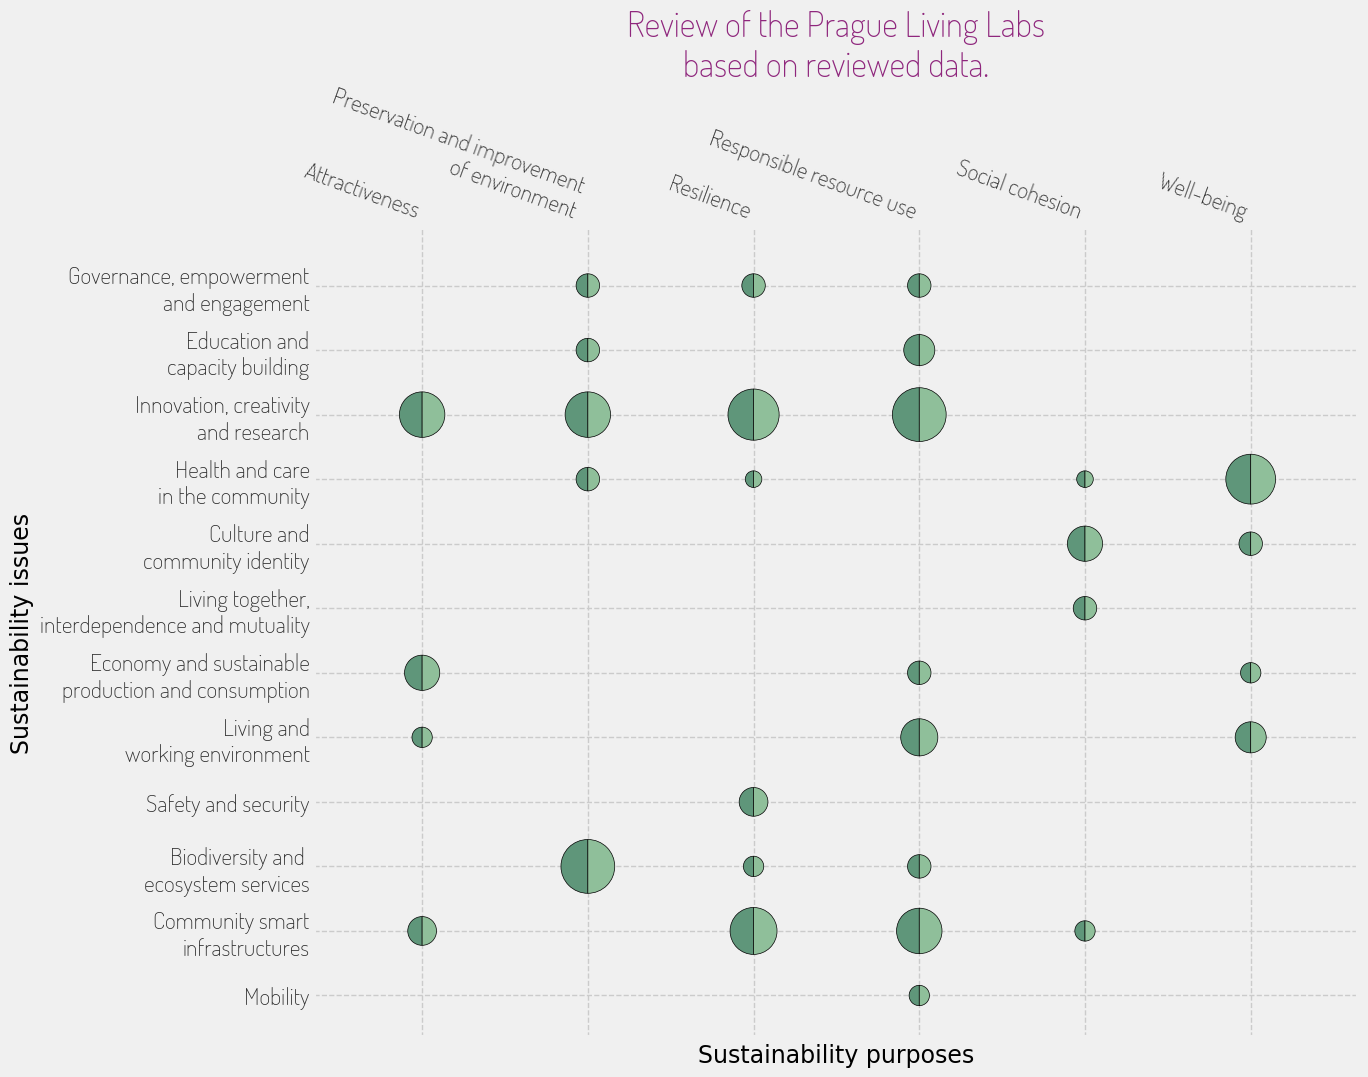 Review of the Prague Living Labs
based on reviewed data.
Attractiveness
Preservation and improvement
of environment
Resilience
Responsible resource use
Social cohesion
Well-being
Sustainability issues
Governance, empowerment
and engagement
Education and
capacity building
Innovation, creativity
and research
Health and care
in the community
Culture and
community identity
Living together,
interdependence and mutuality
Economy and sustainable
production and consumption
Living and
working environment
Safety and security
Biodiversity and
ecosystem services
Community smart
infrastructures
Mobility
Sustainability purposes